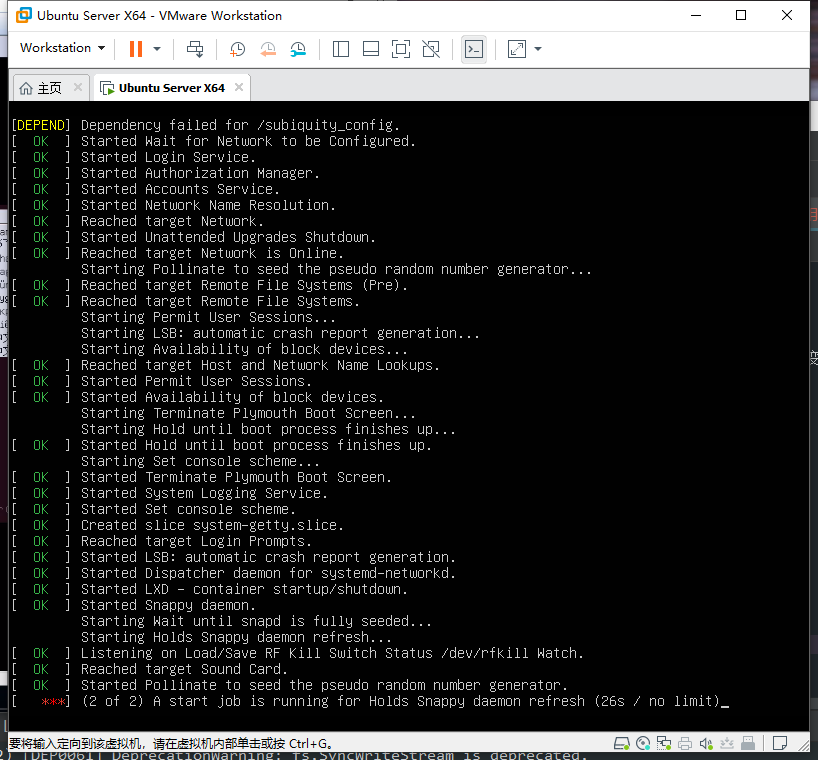 Ubuntu Server X64 - VMware Workstation
Workstation
主页
Ubuntu Server X64
[DEPEND] Dependency failed for /subiquity_config.
[  OK  ] Started Wait for Network to be Configured.
[  OK  ] Started Login Service.
[  OK  ] Started Authorization Manager.
[  OK  ] Started Accounts Service.
[  OK  ] Started Network Name Resolution.
[  OK  ] Reached target Network.
[  OK  ] Started Unattended Upgrades Shutdown.
[  OK  ] Reached target Network is Online.
Starting Pollinate to seed the pseudo random number generator...
[  OK  ] Reached target Remote File Systems (Pre).
[  OK  ] Reached target Remote File Systems.
Starting Permit User Sessions...
Starting LSB: automatic crash report generation...
Starting Availability of block devices...
[  OK  ] Reached target Host and Network Name Lookups.
[  OK  ] Started Permit User Sessions.
[  OK  ] Started Availability of block devices.
Starting Terminate Plymouth Boot Screen...
Starting Hold until boot process finishes up...
[  OK  ] Started Hold until boot process finishes up.
Starting Set console scheme...
[  OK  ] Started Terminate Plymouth Boot Screen.
[  OK  ] Started System Logging Service.
[  OK  ] Started Set console scheme.
[  OK  ] Created slice system-getty.slice.
[  OK  ] Reached target Login Prompts.
[  OK  ] Started LSB: automatic crash report generation.
[  OK  ] Started Dispatcher daemon for systemd-networkd.
[  OK  ] Started LXD - container startup/shutdown.
[  OK  ] Started Snappy daemon.
Starting Wait until snapd is fully seeded...
Starting Holds Snappy daemon refresh...
[  OK  ] Listening on Load/Save RF Kill Switch Status /dev/rfkill Watch.
[  OK  ] Reached target Sound Card.
[  OK  ] Started Pollinate to seed the pseudo random number generator.
[   ***] (2 of 2) A start job is running for Holds Snappy daemon refresh (26s / no limit)_
要将输入定向到该虚拟机，请在虚拟机内部单击或按 Ctrl+G。
[DEP0061] DeprecationWarning: fs.SyncWriteStream is deprecated.